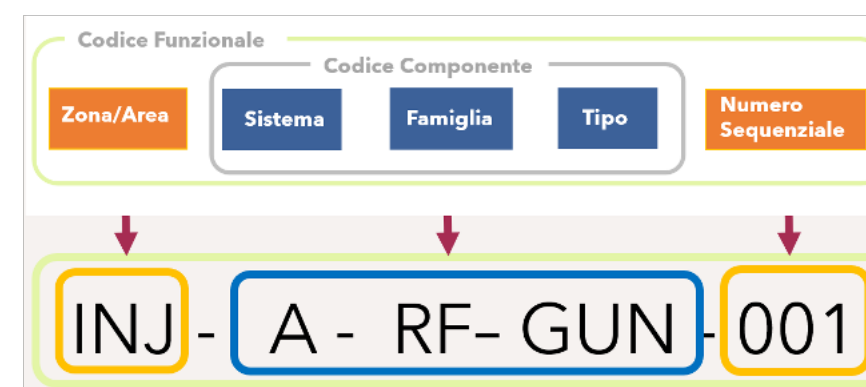 Codice Funzionale
Codice Componente
Zona/Area
Sistema
Famiglia
Tipo
Numero
Sequenziale
INJ - A - RF- GUN - 001